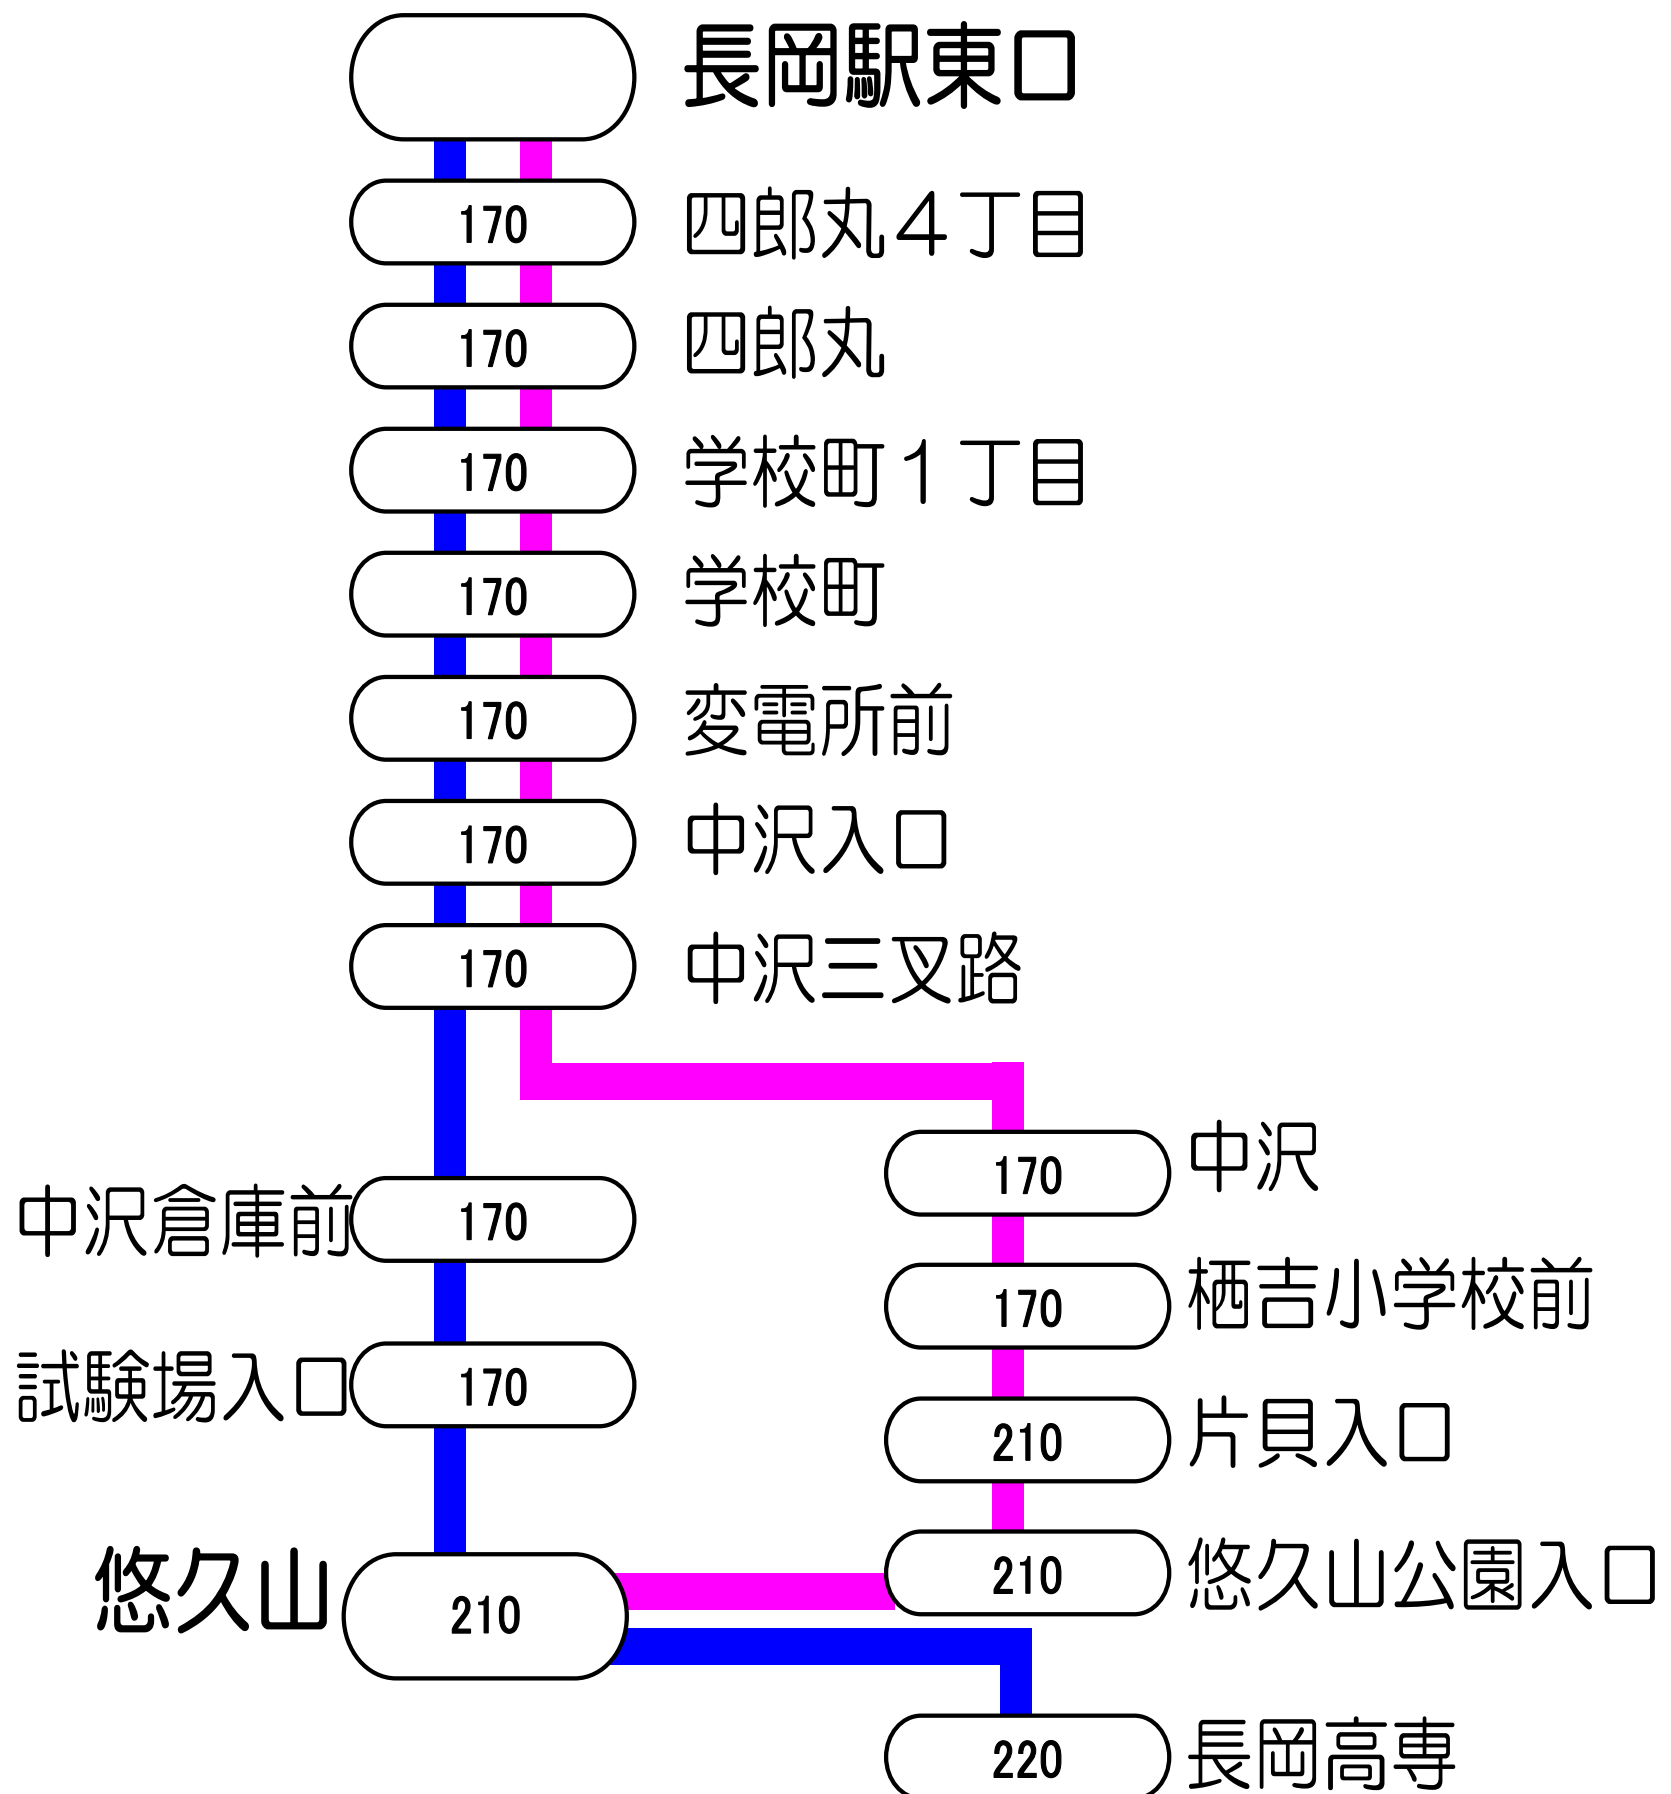 長岡駅東口
170 四郎丸４丁目
170 四郎丸
170 学校町１丁目
170 学校町
170 変電所前
170 中沢入口
170 中沢三叉路
170 中沢
中沢倉庫前 170
170 栖吉小学校前
試験場入口 170
210 片貝入口
210 悠久山公園入口
悠久山 210
220 長岡高専